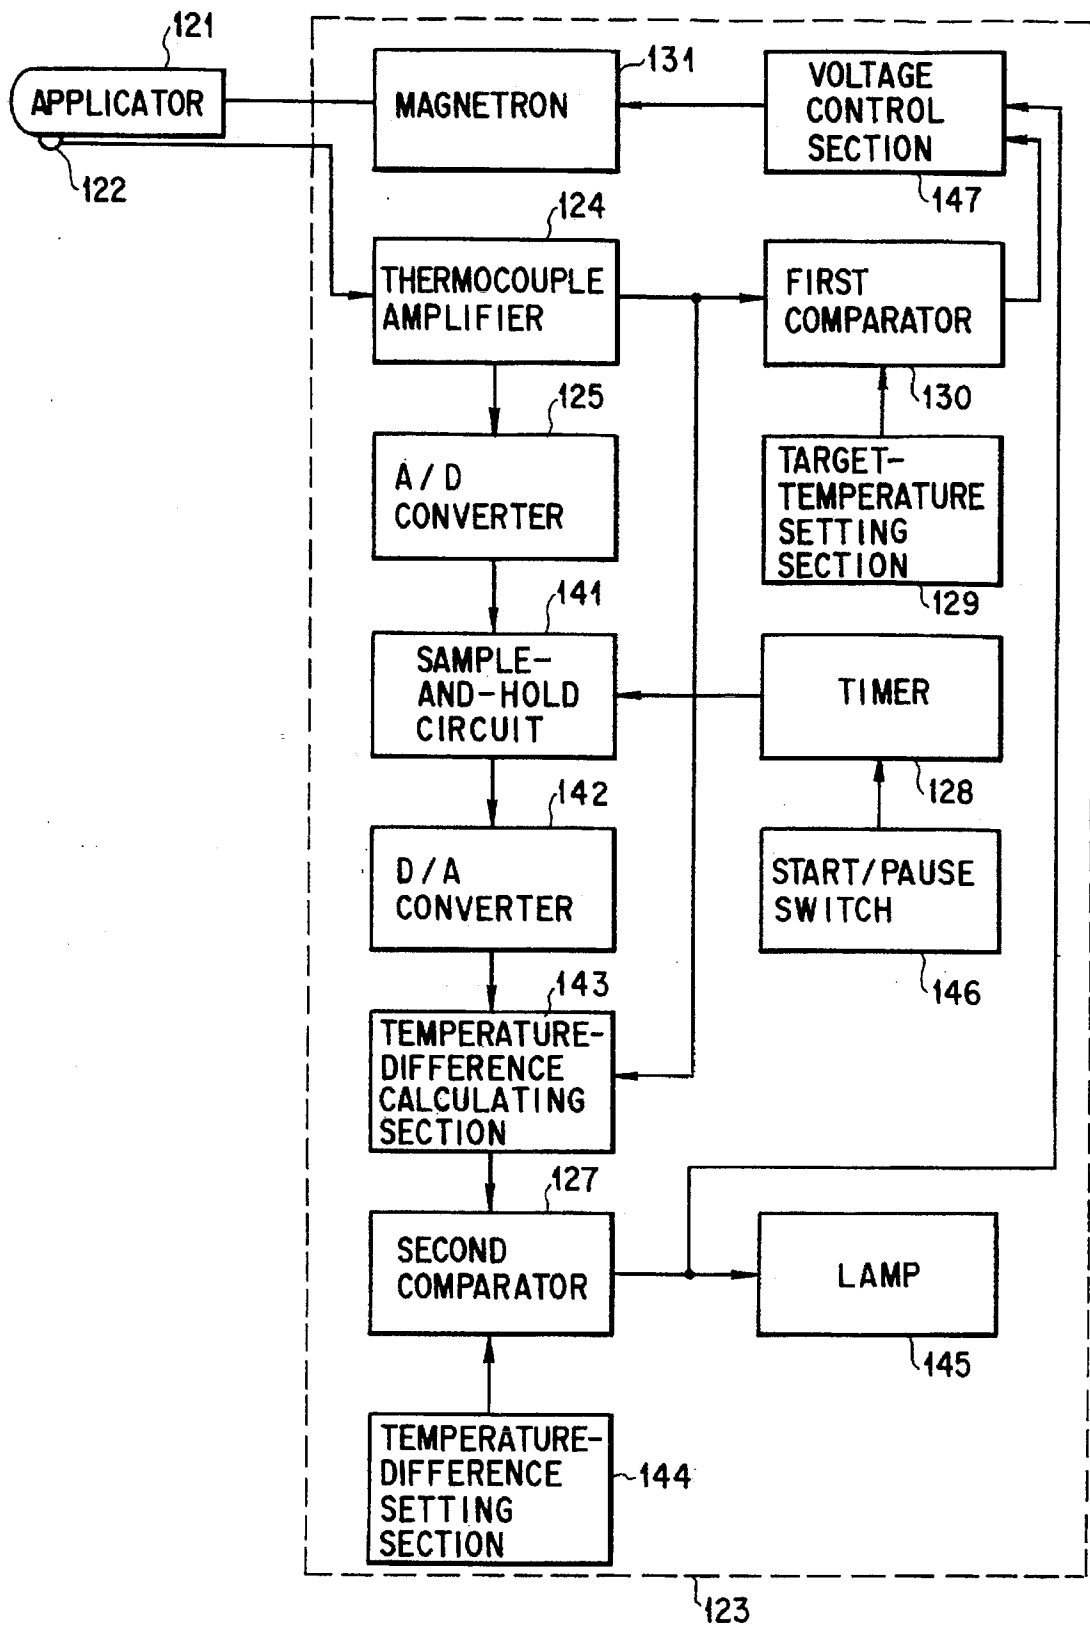 121
APPLICATOR
122
131
MAGNETRON
VOLTAGE
CONTROL
SECTION
147
124
THERMOCOUPLE
AMPLIFIER
FIRST
COMPARATOR
130
125
A/D
CONVERTER
TARGET-
TEMPERATURE
SETTING
SECTION
129
141
SAMPLE-
AND-HOLD
CIRCUIT
TIMER
128
142
D/A
CONVERTER
START/PAUSE
SWITCH
146
143
TEMPERATURE-
DIFFERENCE
CALCULATING
SECTION
127
SECOND
COMPARATOR
LAMP
145
TEMPERATURE-
DIFFERENCE
SETTING
SECTION
144
123